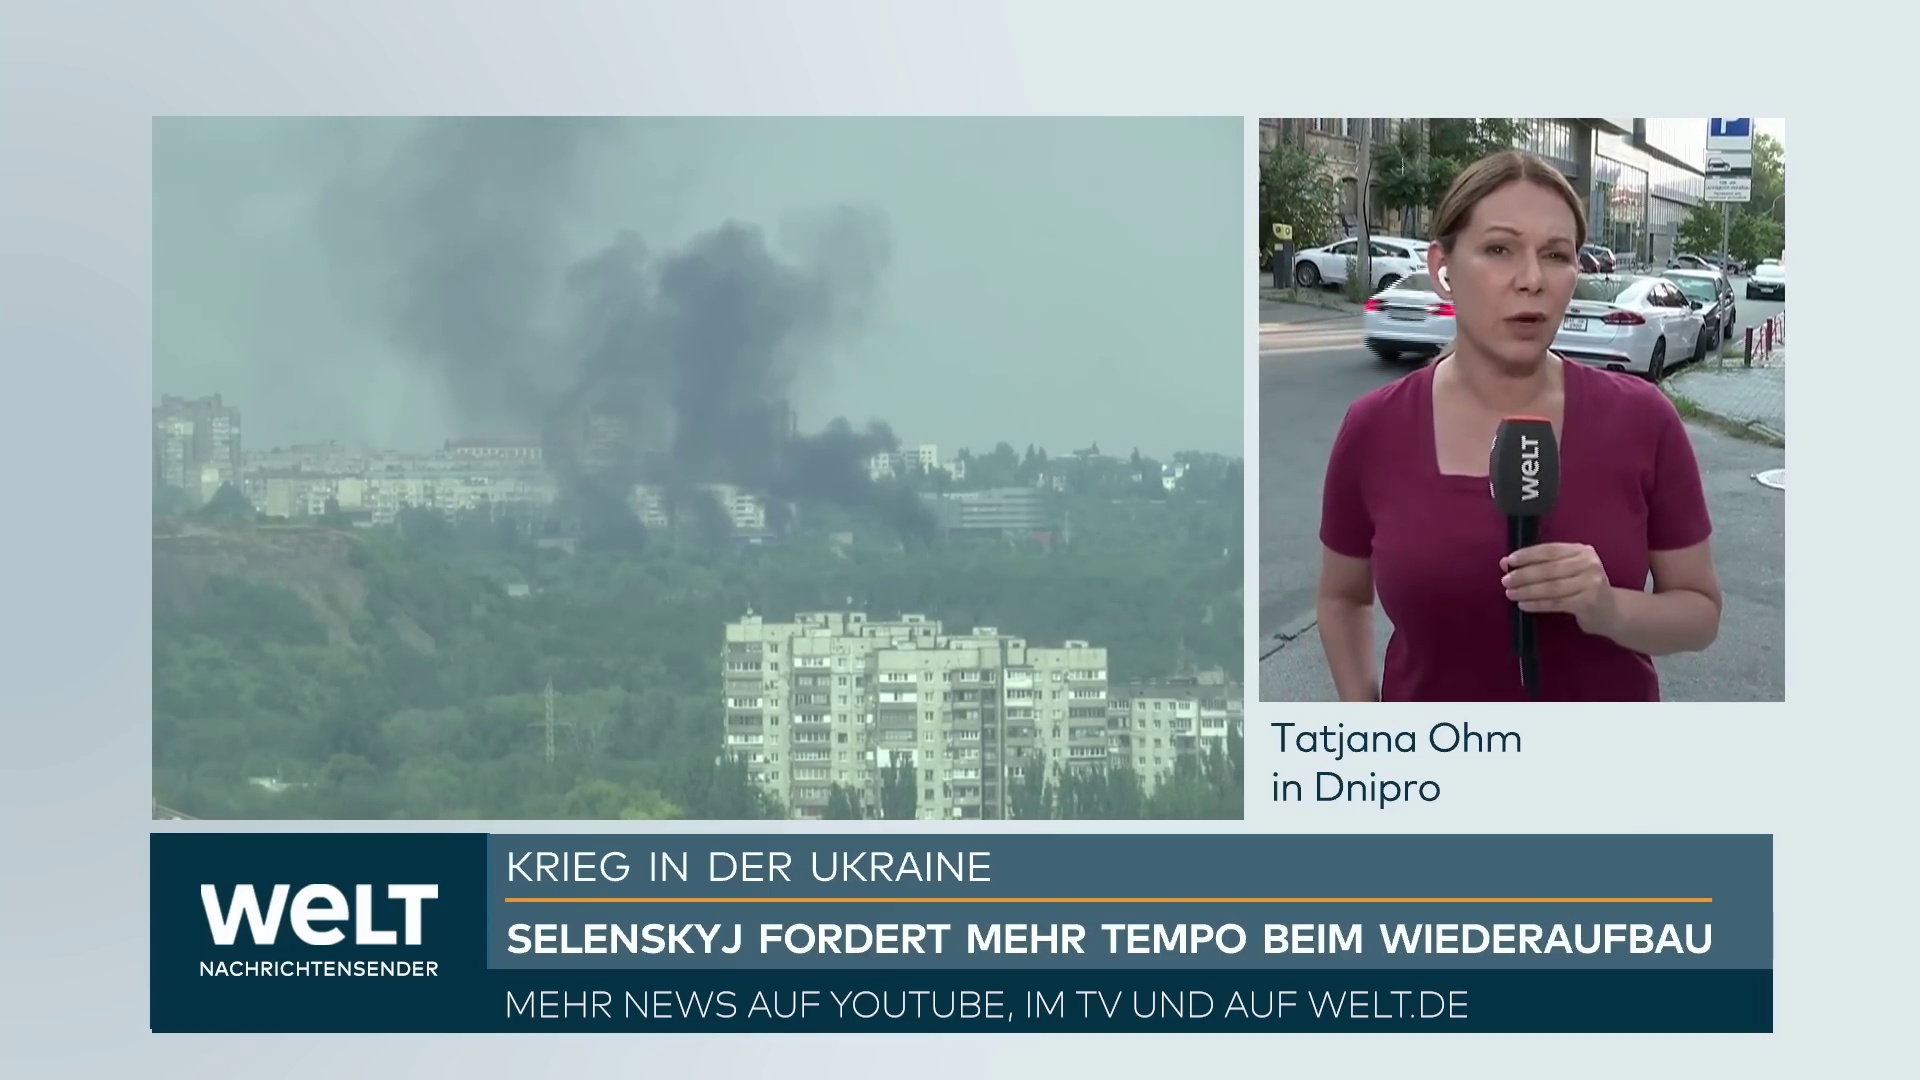 WELT
Tatjana Ohm
in Dnipro
WELT
NACHRICHTENSENDER
KRIEG IN DER UKRAINE
SELENSKYJ FORDERT MEHR TEMPO BEIM WIEDERAUFBAU
MEHR NEWS AUF YOUTUBE, IM TV UND AUF WELT.DE